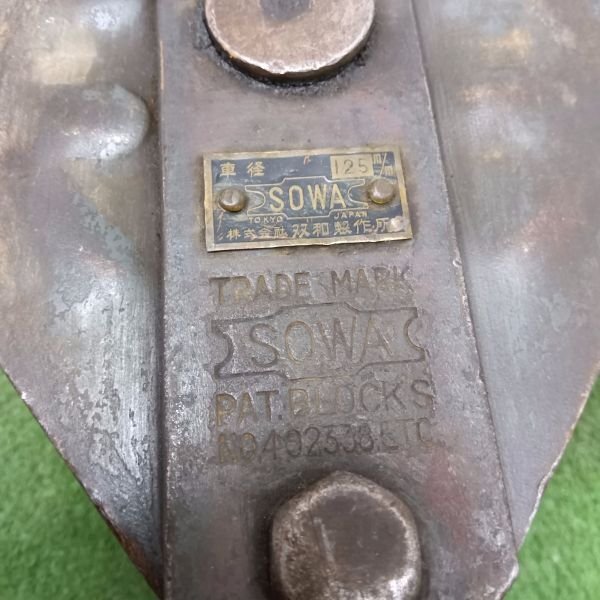 車径 125 m/m
SOWA
TOKYO JAPAN
株式会社 双和製作所
TRADE MARK
SOWA
PAT. BLOCKS
NO402538 ETC.